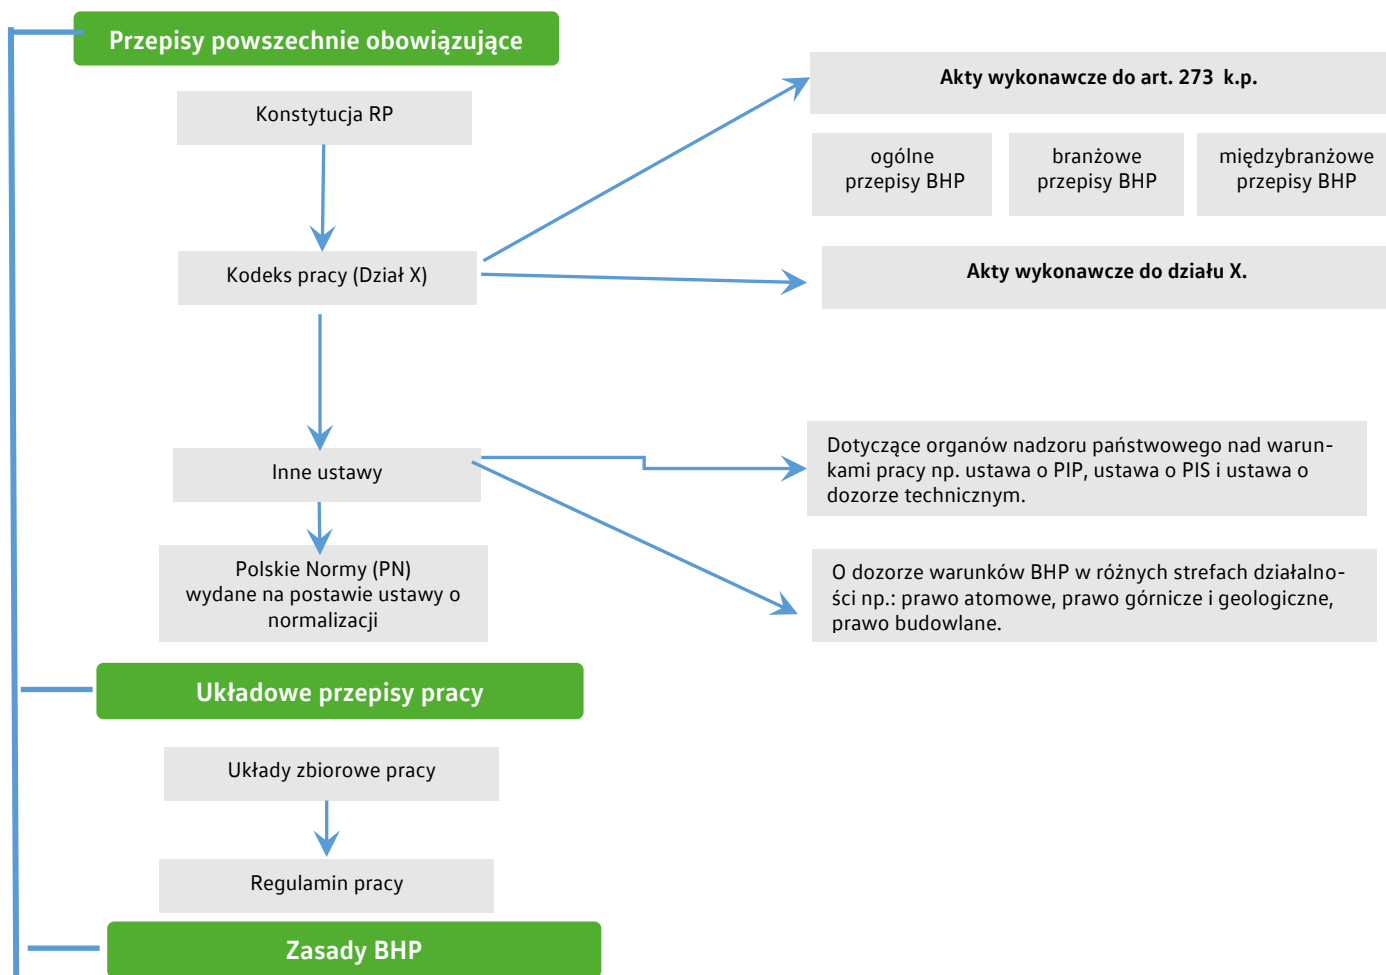 Przepisy powszechnie obowiązujące
Konstytucja RP
Kodeks pracy (Dział X)
Inne ustawy
Polskie Normy (PN)
wydane na postawie ustawy o
normalizacji
Akty wykonawcze do art. 273 k.p.
ogólne
przepisy BHP
branżowe
przepisy BHP
międzybranżowe
przepisy BHP
Akty wykonawcze do działu X.
Dotyczące organów nadzoru państwowego nad warun-
kami pracy np. ustawa o PIP, ustawa o PIS i ustawa o
dozorze technicznym.
O dozorze warunków BHP w różnych strefach działalno-
ści np.: prawo atomowe, prawo górnicze i geologiczne,
prawo budowlane.
Układowe przepisy pracy
Układy zbiorowe pracy
Regulamin pracy
Zasady BHP